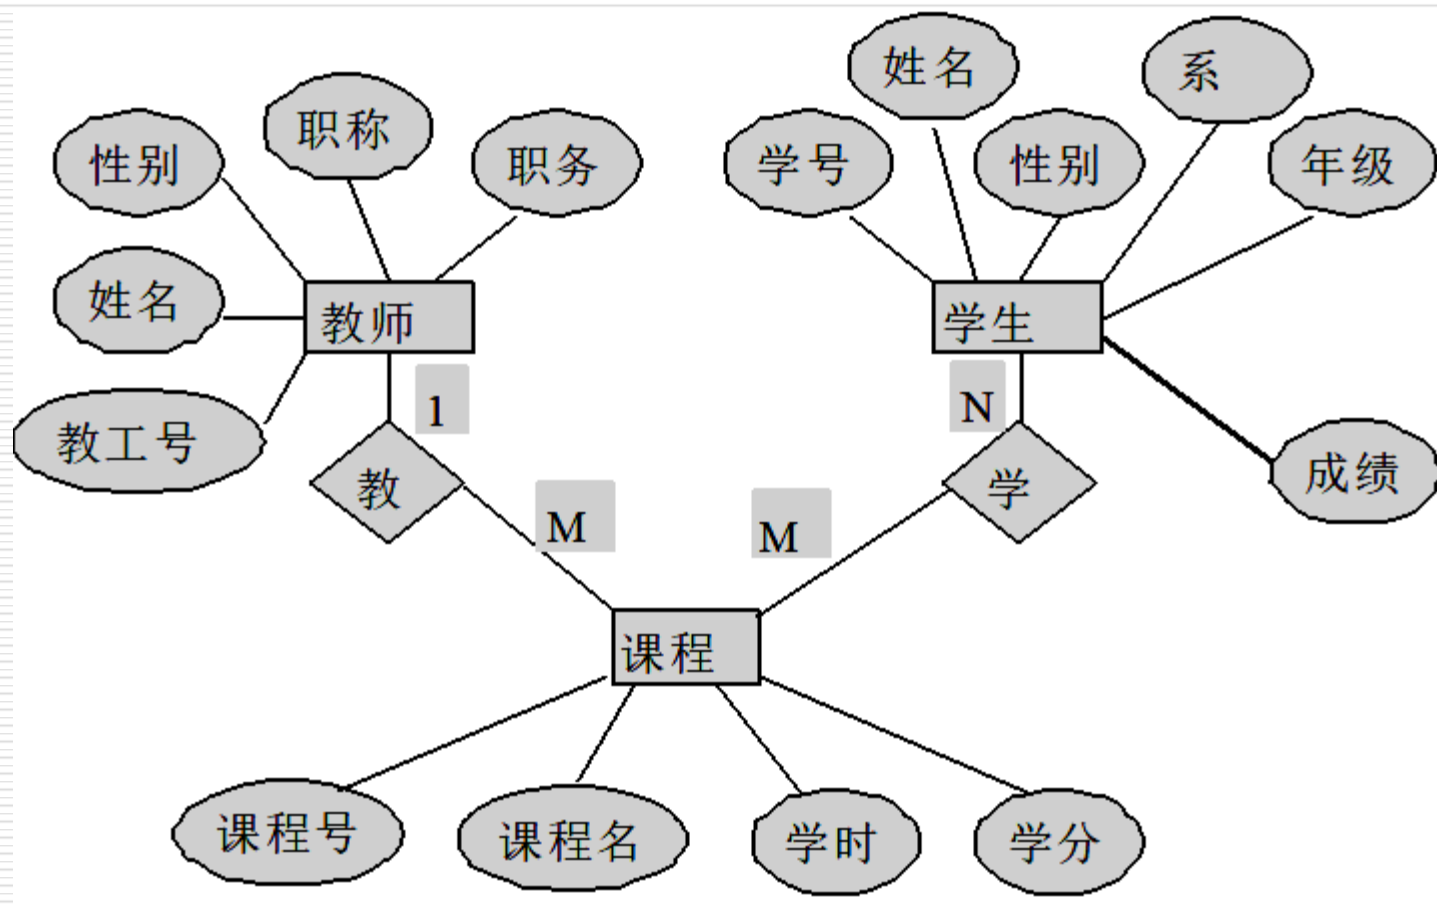 姓名
系
职称
性别
职务
学号
性别
年级
姓名
教师
学生
1
N
教工号
教
学
成绩
M
M
课程
课程号
课程名
学时
学分